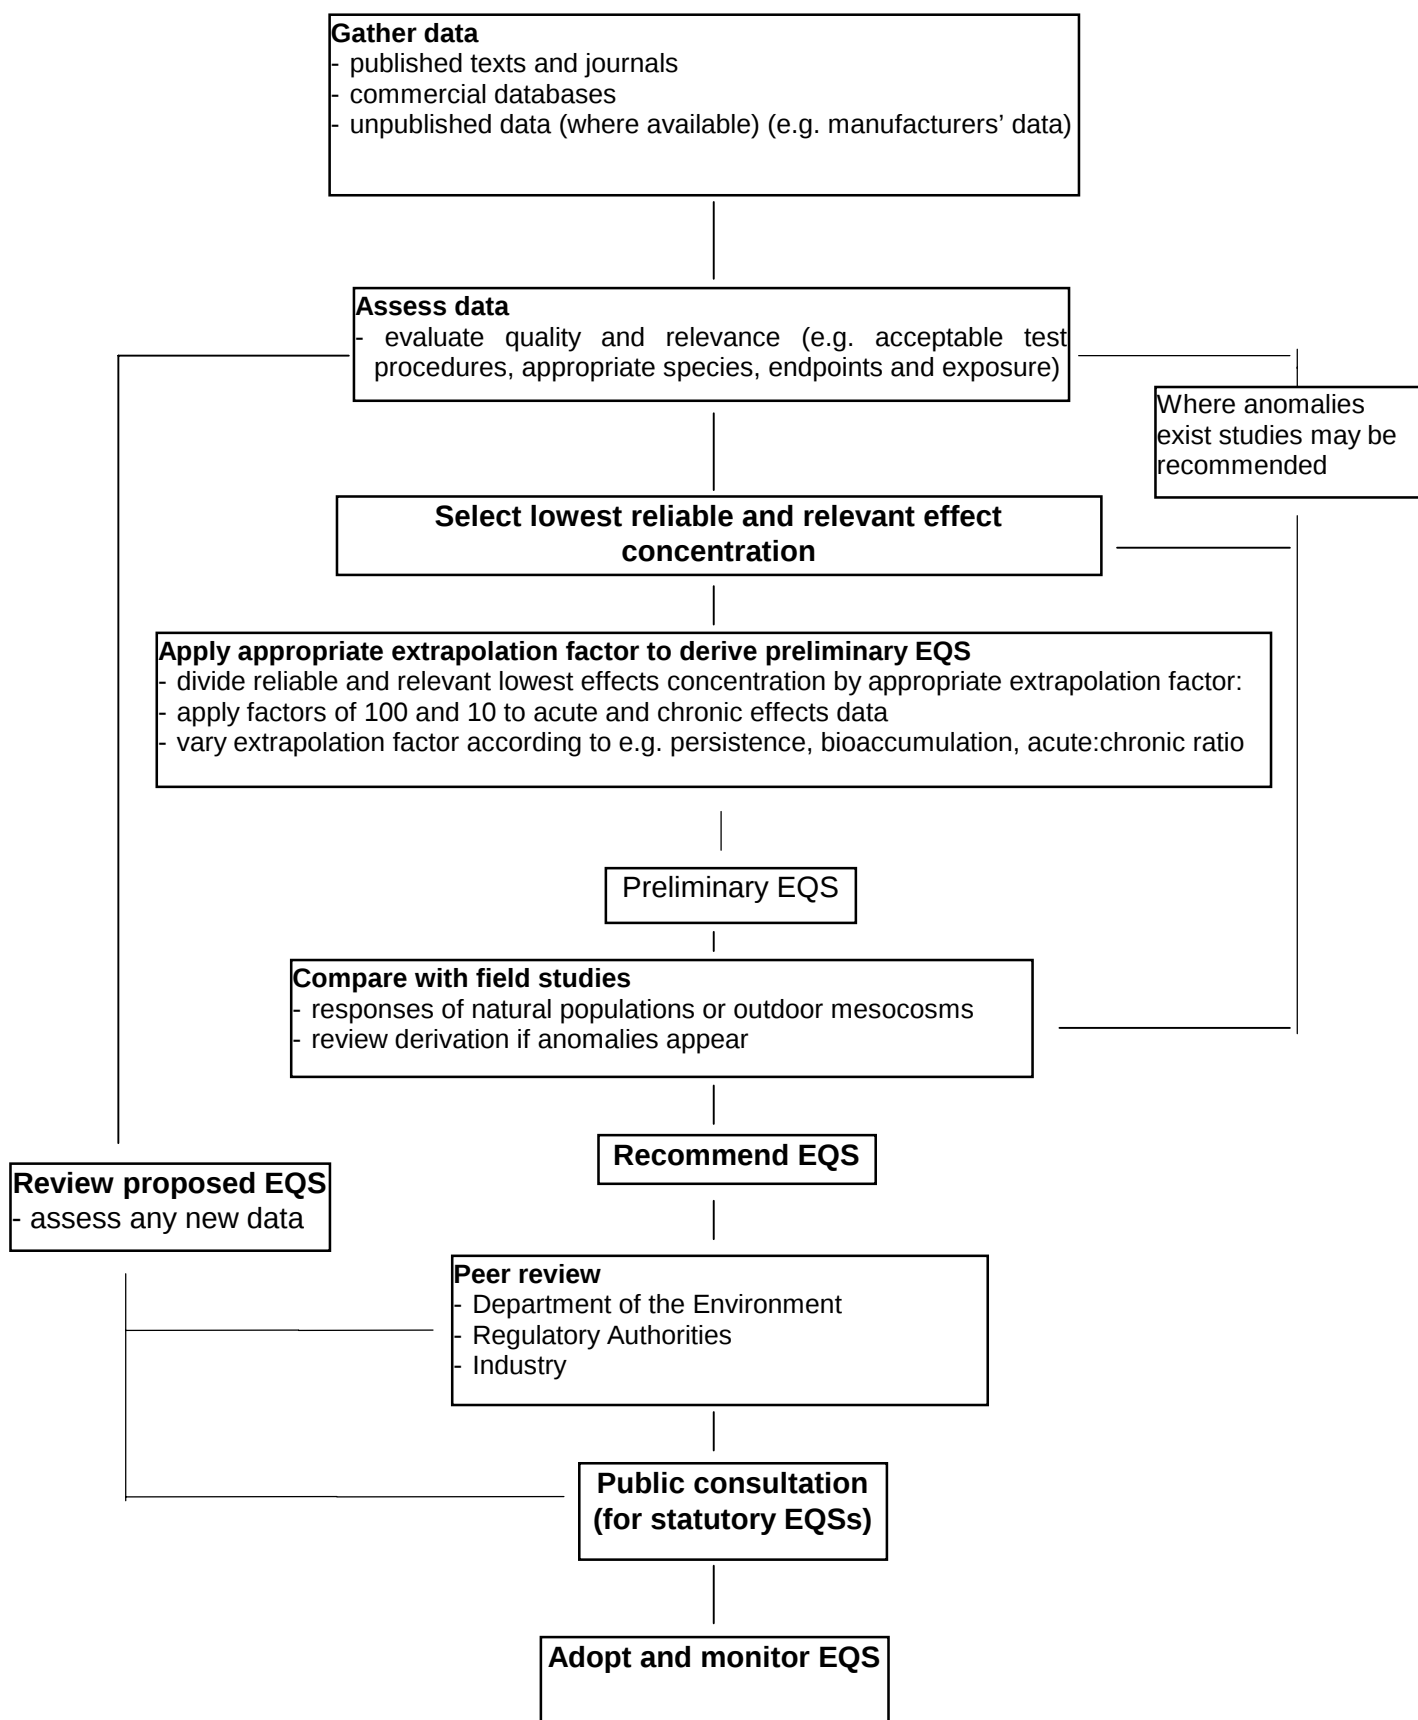 Gather data
- published texts and journals
- commercial databases
- unpublished data (where available) (e.g. manufacturers’ data)
Assess data
- evaluate quality and relevance (e.g. acceptable test
procedures, appropriate species, endpoints and exposure)
Where anomalies
exist studies may be
recommended
Select lowest reliable and relevant effect
concentration
Apply appropriate extrapolation factor to derive preliminary EQS
- divide reliable and relevant lowest effects concentration by appropriate extrapolation factor:
- apply factors of 100 and 10 to acute and chronic effects data
- vary extrapolation factor according to e.g. persistence, bioaccumulation, acute:chronic ratio
Preliminary EQS
Compare with field studies
- responses of natural populations or outdoor mesocosms
- review derivation if anomalies appear
Recommend EQS
Review proposed EQS
- assess any new data
Peer review
- Department of the Environment
- Regulatory Authorities
- Industry
Public consultation
(for statutory EQSs)
Adopt and monitor EQS